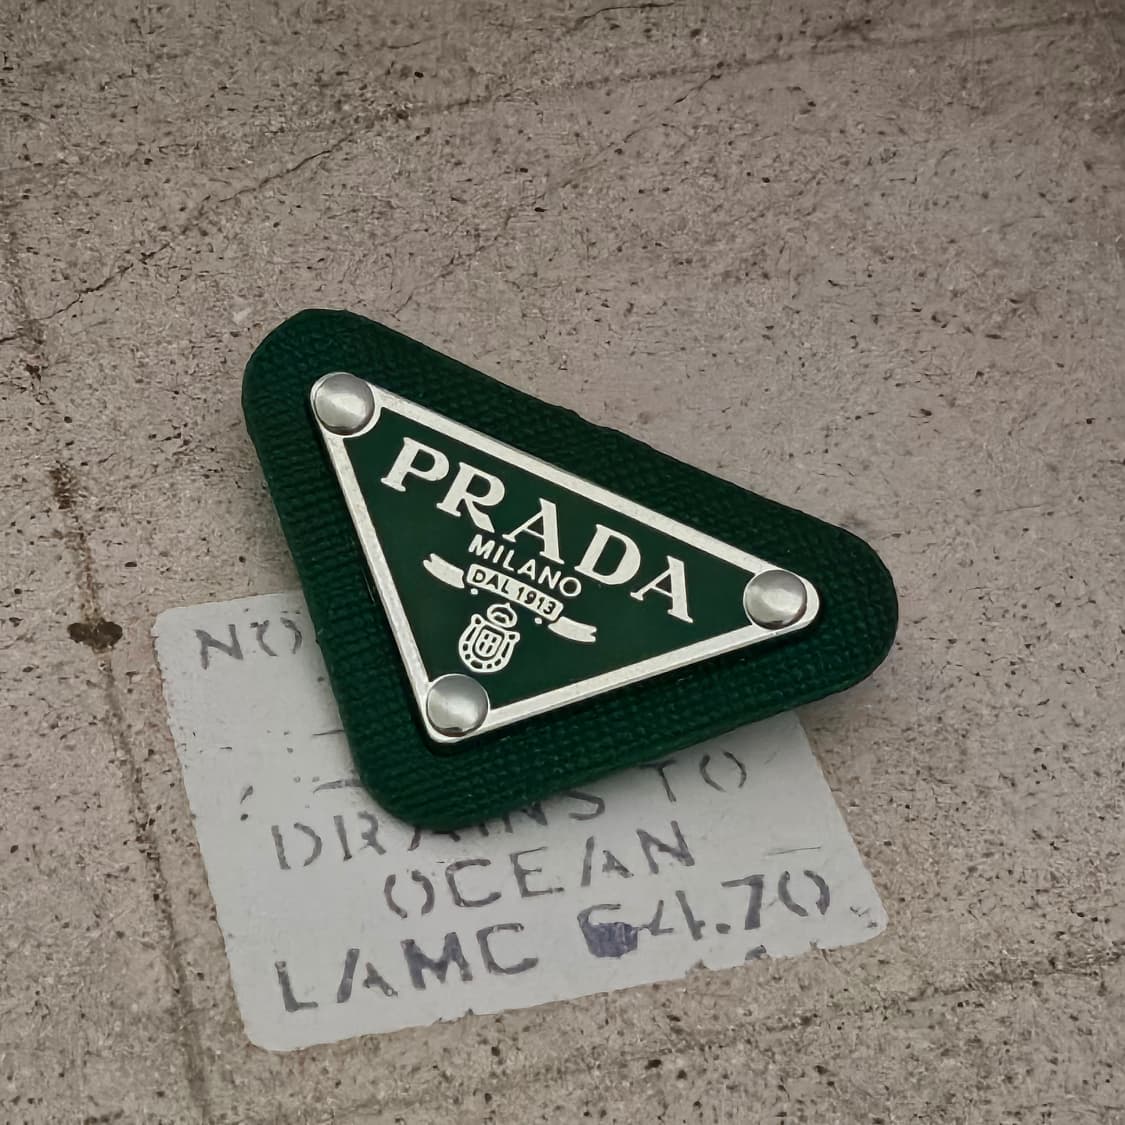 PRADA
MILANO
DAL 1913
NO
DRAINS TO
OCEAN
LAMC 64.70